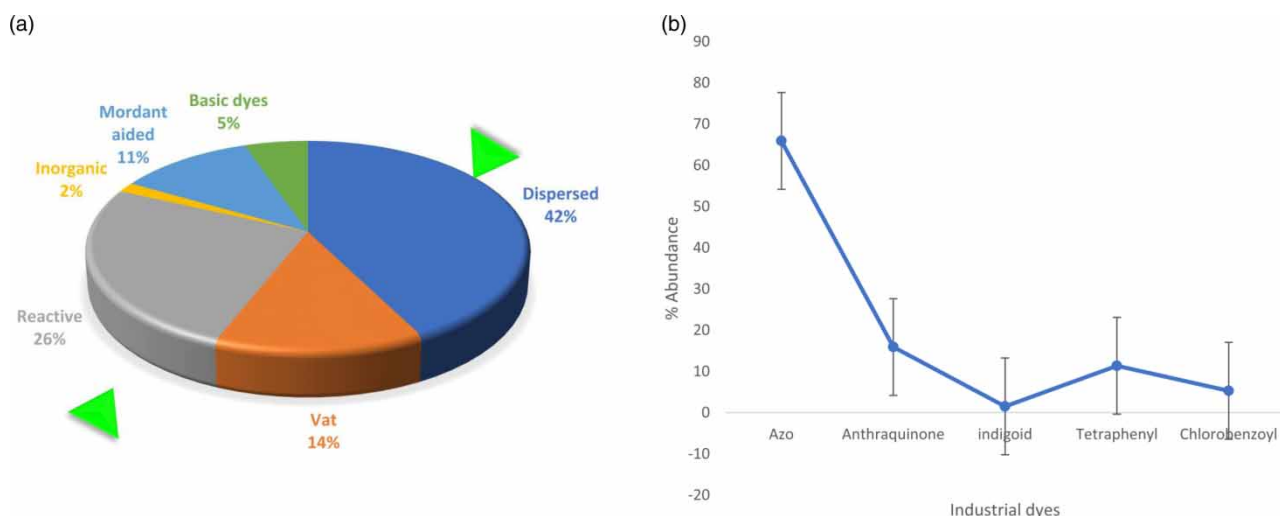 (a)
Basic dyes
5%
Mordant
aided
11%
Inorganic
2%
Dispersed
42%
Reactive
26%
Vat
14%
(b)
90
80
70
60
50
40
30
20
10
0
-10
-20
% Abundance
Azo
Anthraquinone
indigoid
Tetraphenyl
Chlorobenzoyl
Industrial dyes